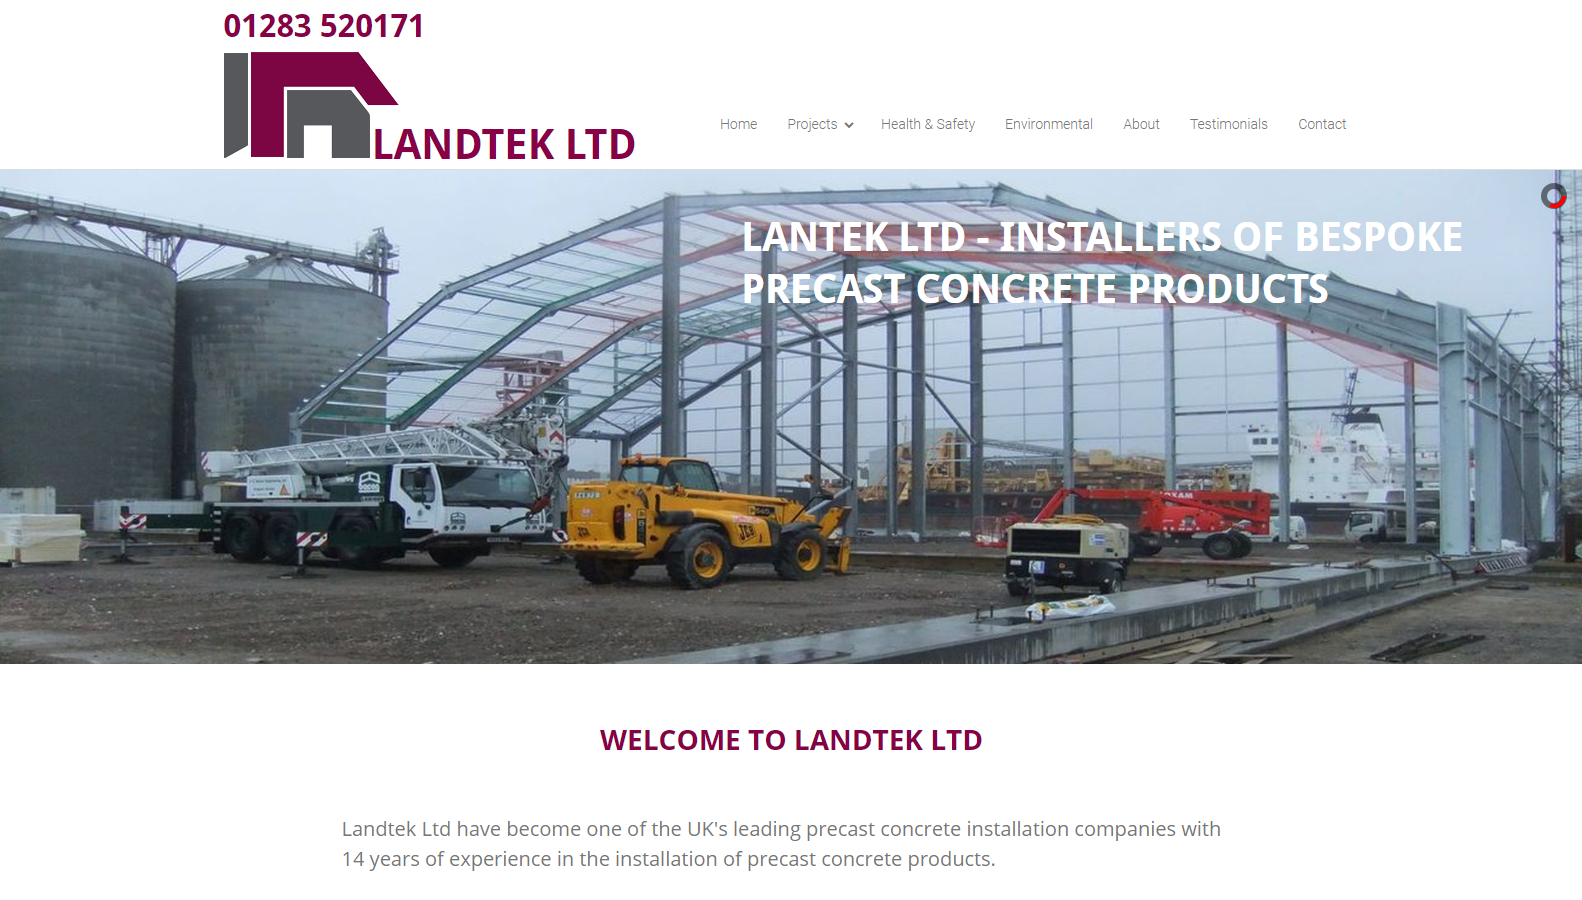 01283 520171
LANDTEK LTD
Home Projects Health & Safety Environmental About Testimonials Contact
LANTEK LTD - INSTALLERS OF BESPOKE
PRECAST CONCRETE PRODUCTS
JCB
WELCOME TO LANDTEK LTD
Landtek Ltd have become one of the UK's leading precast concrete installation companies with
14 years of experience in the installation of precast concrete products.